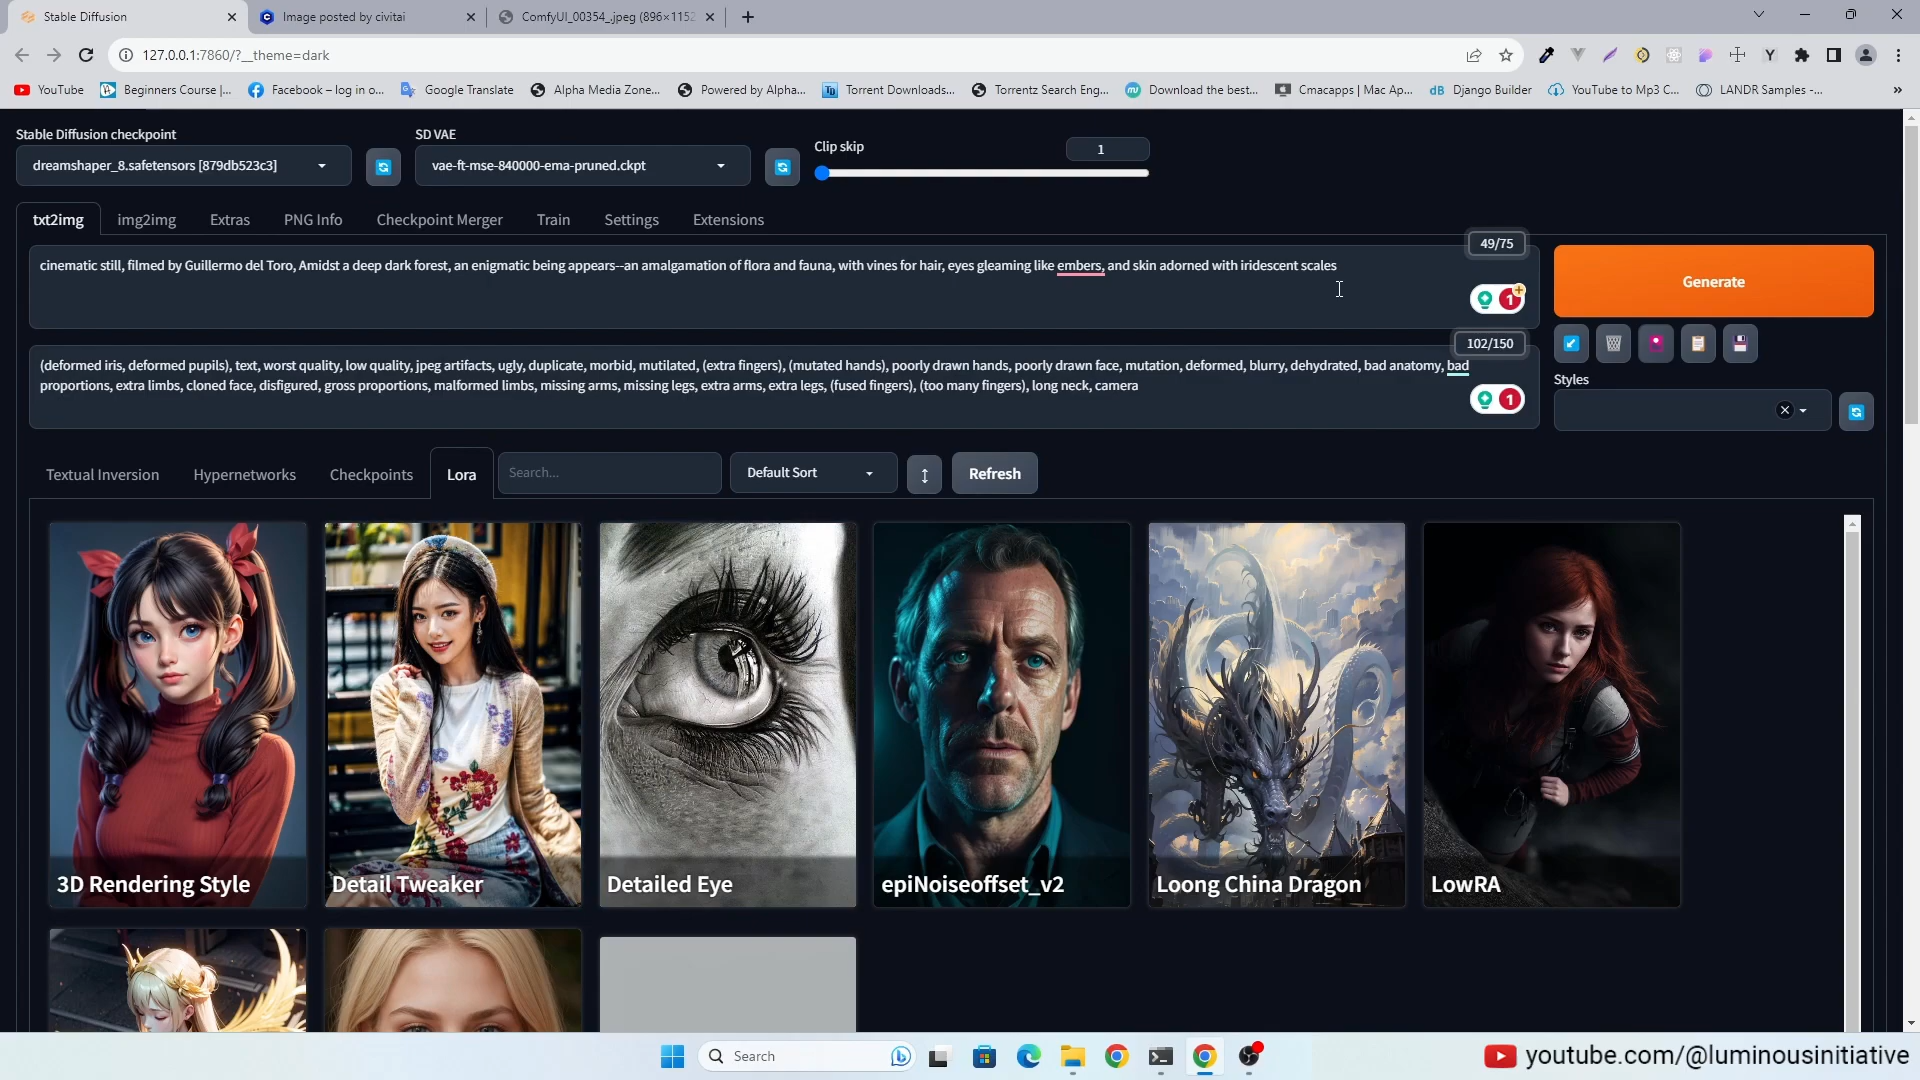 Stable Diffusion
Image posted by civitai
ComfyUI_00354_.jpeg (896×1152
127.0.0.1:7860/?__theme=dark
YouTube
Beginners Course |...
Facebook – log in o...
Google Translate
Alpha Media Zone...
Powered by Alpha...
Torrent Downloads...
Torrentz Search Eng...
Download the best...
Cmacapps | Mac Ap...
Django Builder
YouTube to Mp3 C...
LANDR Samples -...
Stable Diffusion checkpoint
SD VAE
Clip skip
1
dreamshaper_8.safetensors [879db523c3]
vae-ft-mse-840000-ema-pruned.ckpt
txt2img
img2img
Extras
PNG Info
Checkpoint Merger
Train
Settings
Extensions
49/75
cinematic still, filmed by Guillermo del Toro, Amidst a deep dark forest, an enigmatic being appears--an amalgamation of flora and fauna, with vines for hair, eyes gleaming like embers, and skin adorned with iridescent scales
1
Generate
102/150
(deformed iris, deformed pupils), text, worst quality, low quality, jpeg artifacts, ugly, duplicate, morbid, mutilated, (extra fingers), (mutated hands), poorly drawn hands, poorly drawn face, mutation, deformed, blurry, dehydrated, bad anatomy, bad
proportions, extra limbs, cloned face, disfigured, gross proportions, malformed limbs, missing arms, missing legs, extra arms, extra legs, (fused fingers), (too many fingers), long neck, camera
1
Styles
Textual Inversion
Hypernetworks
Checkpoints
Lora
Search...
Default Sort
Refresh
3D Rendering Style
Detail Tweaker
Detailed Eye
epiNoiseoffset_v2
Loong China Dragon
LowRA
Search
youtube.com/@luminousinitiative